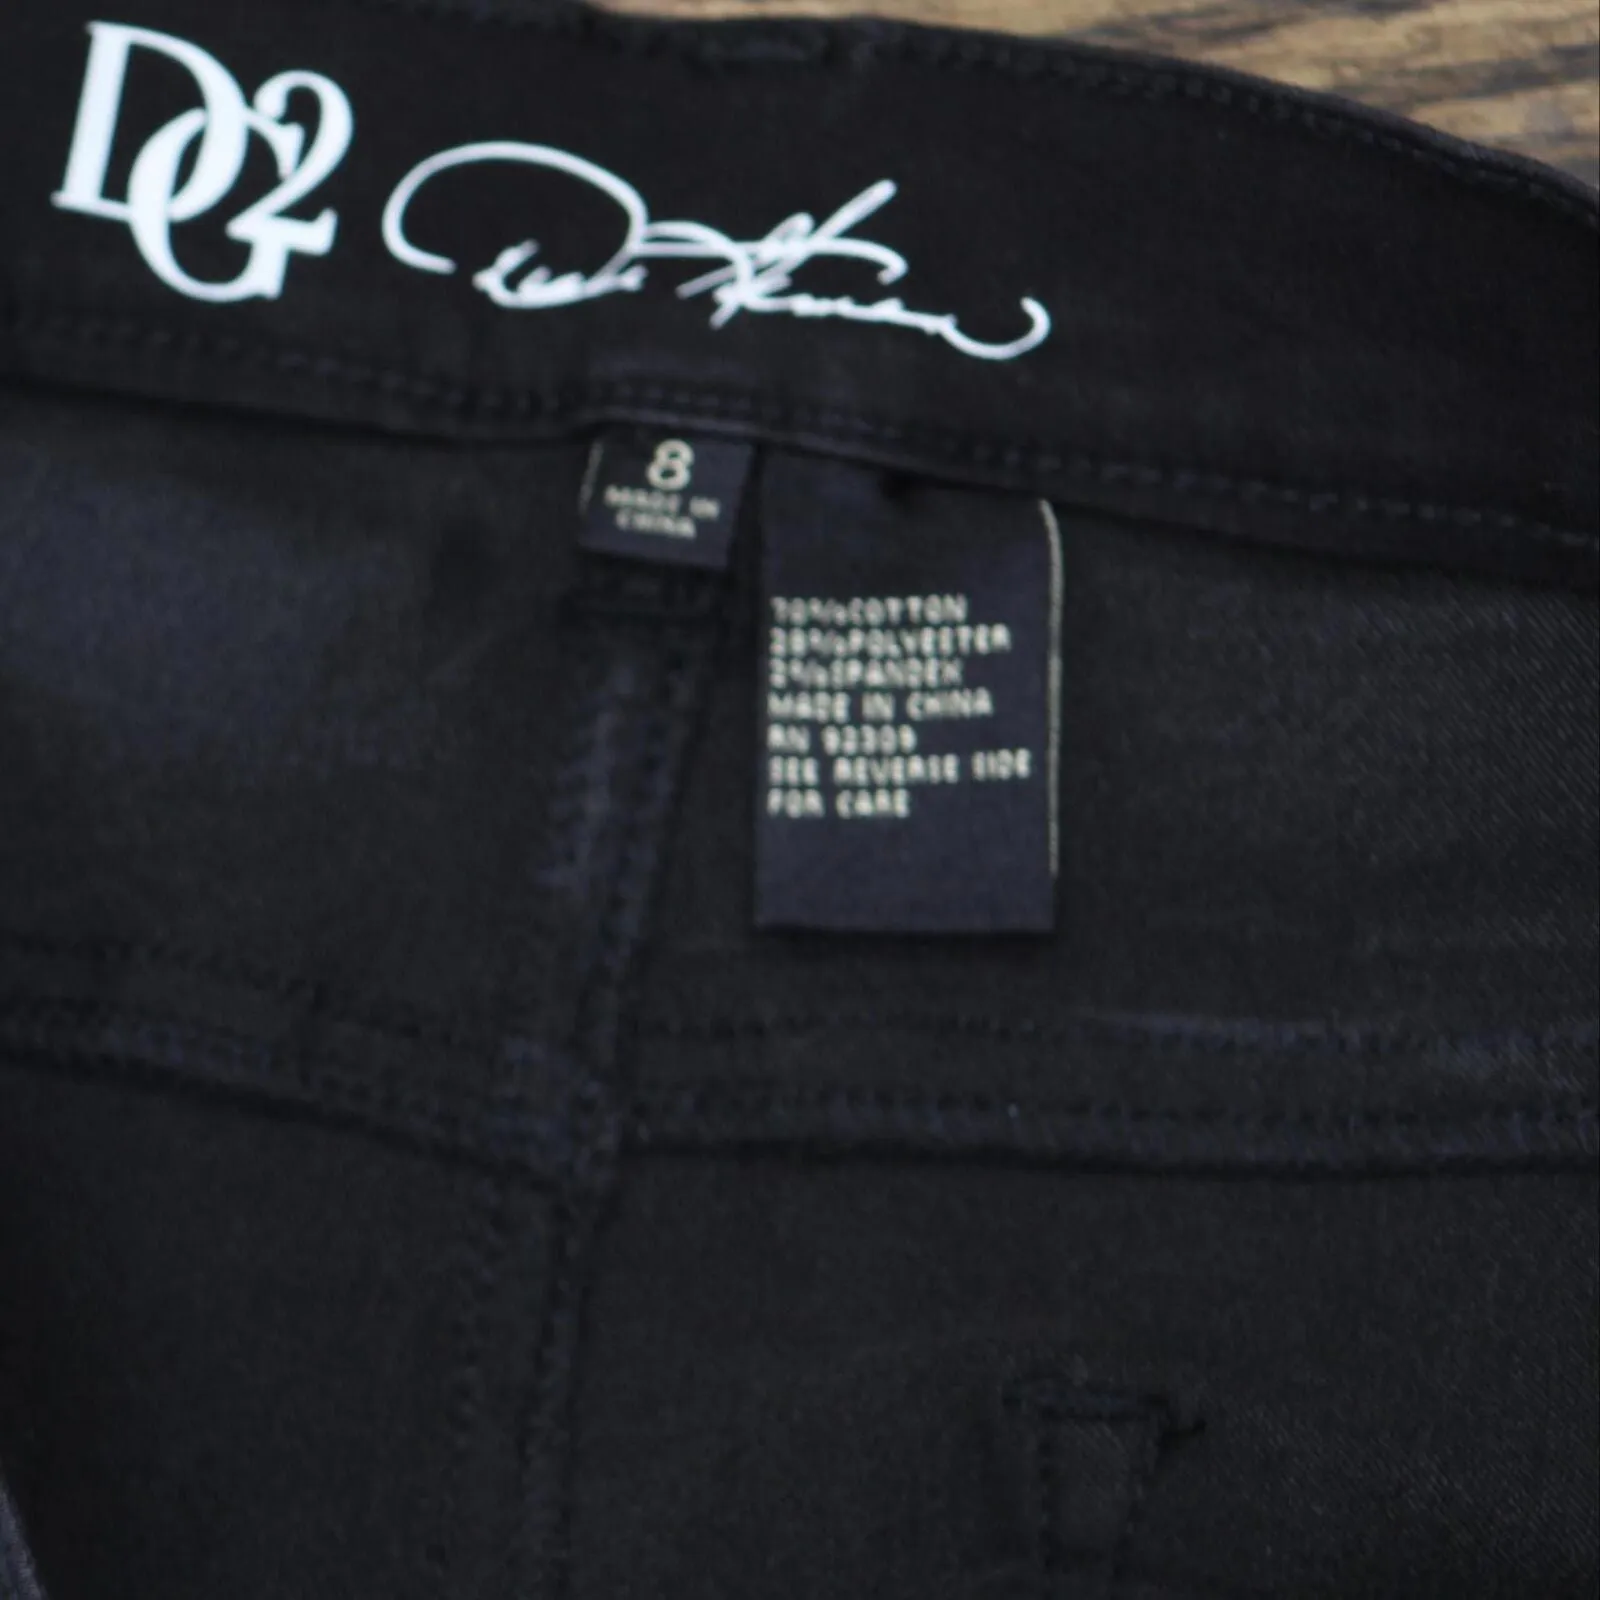 DG2
8
MADE IN
CHINA
70%COTTON
28%POLYESTER
2%SPANDEX
MADE IN CHINA
RN 92309
SEE REVERSE SIDE
FOR CARE